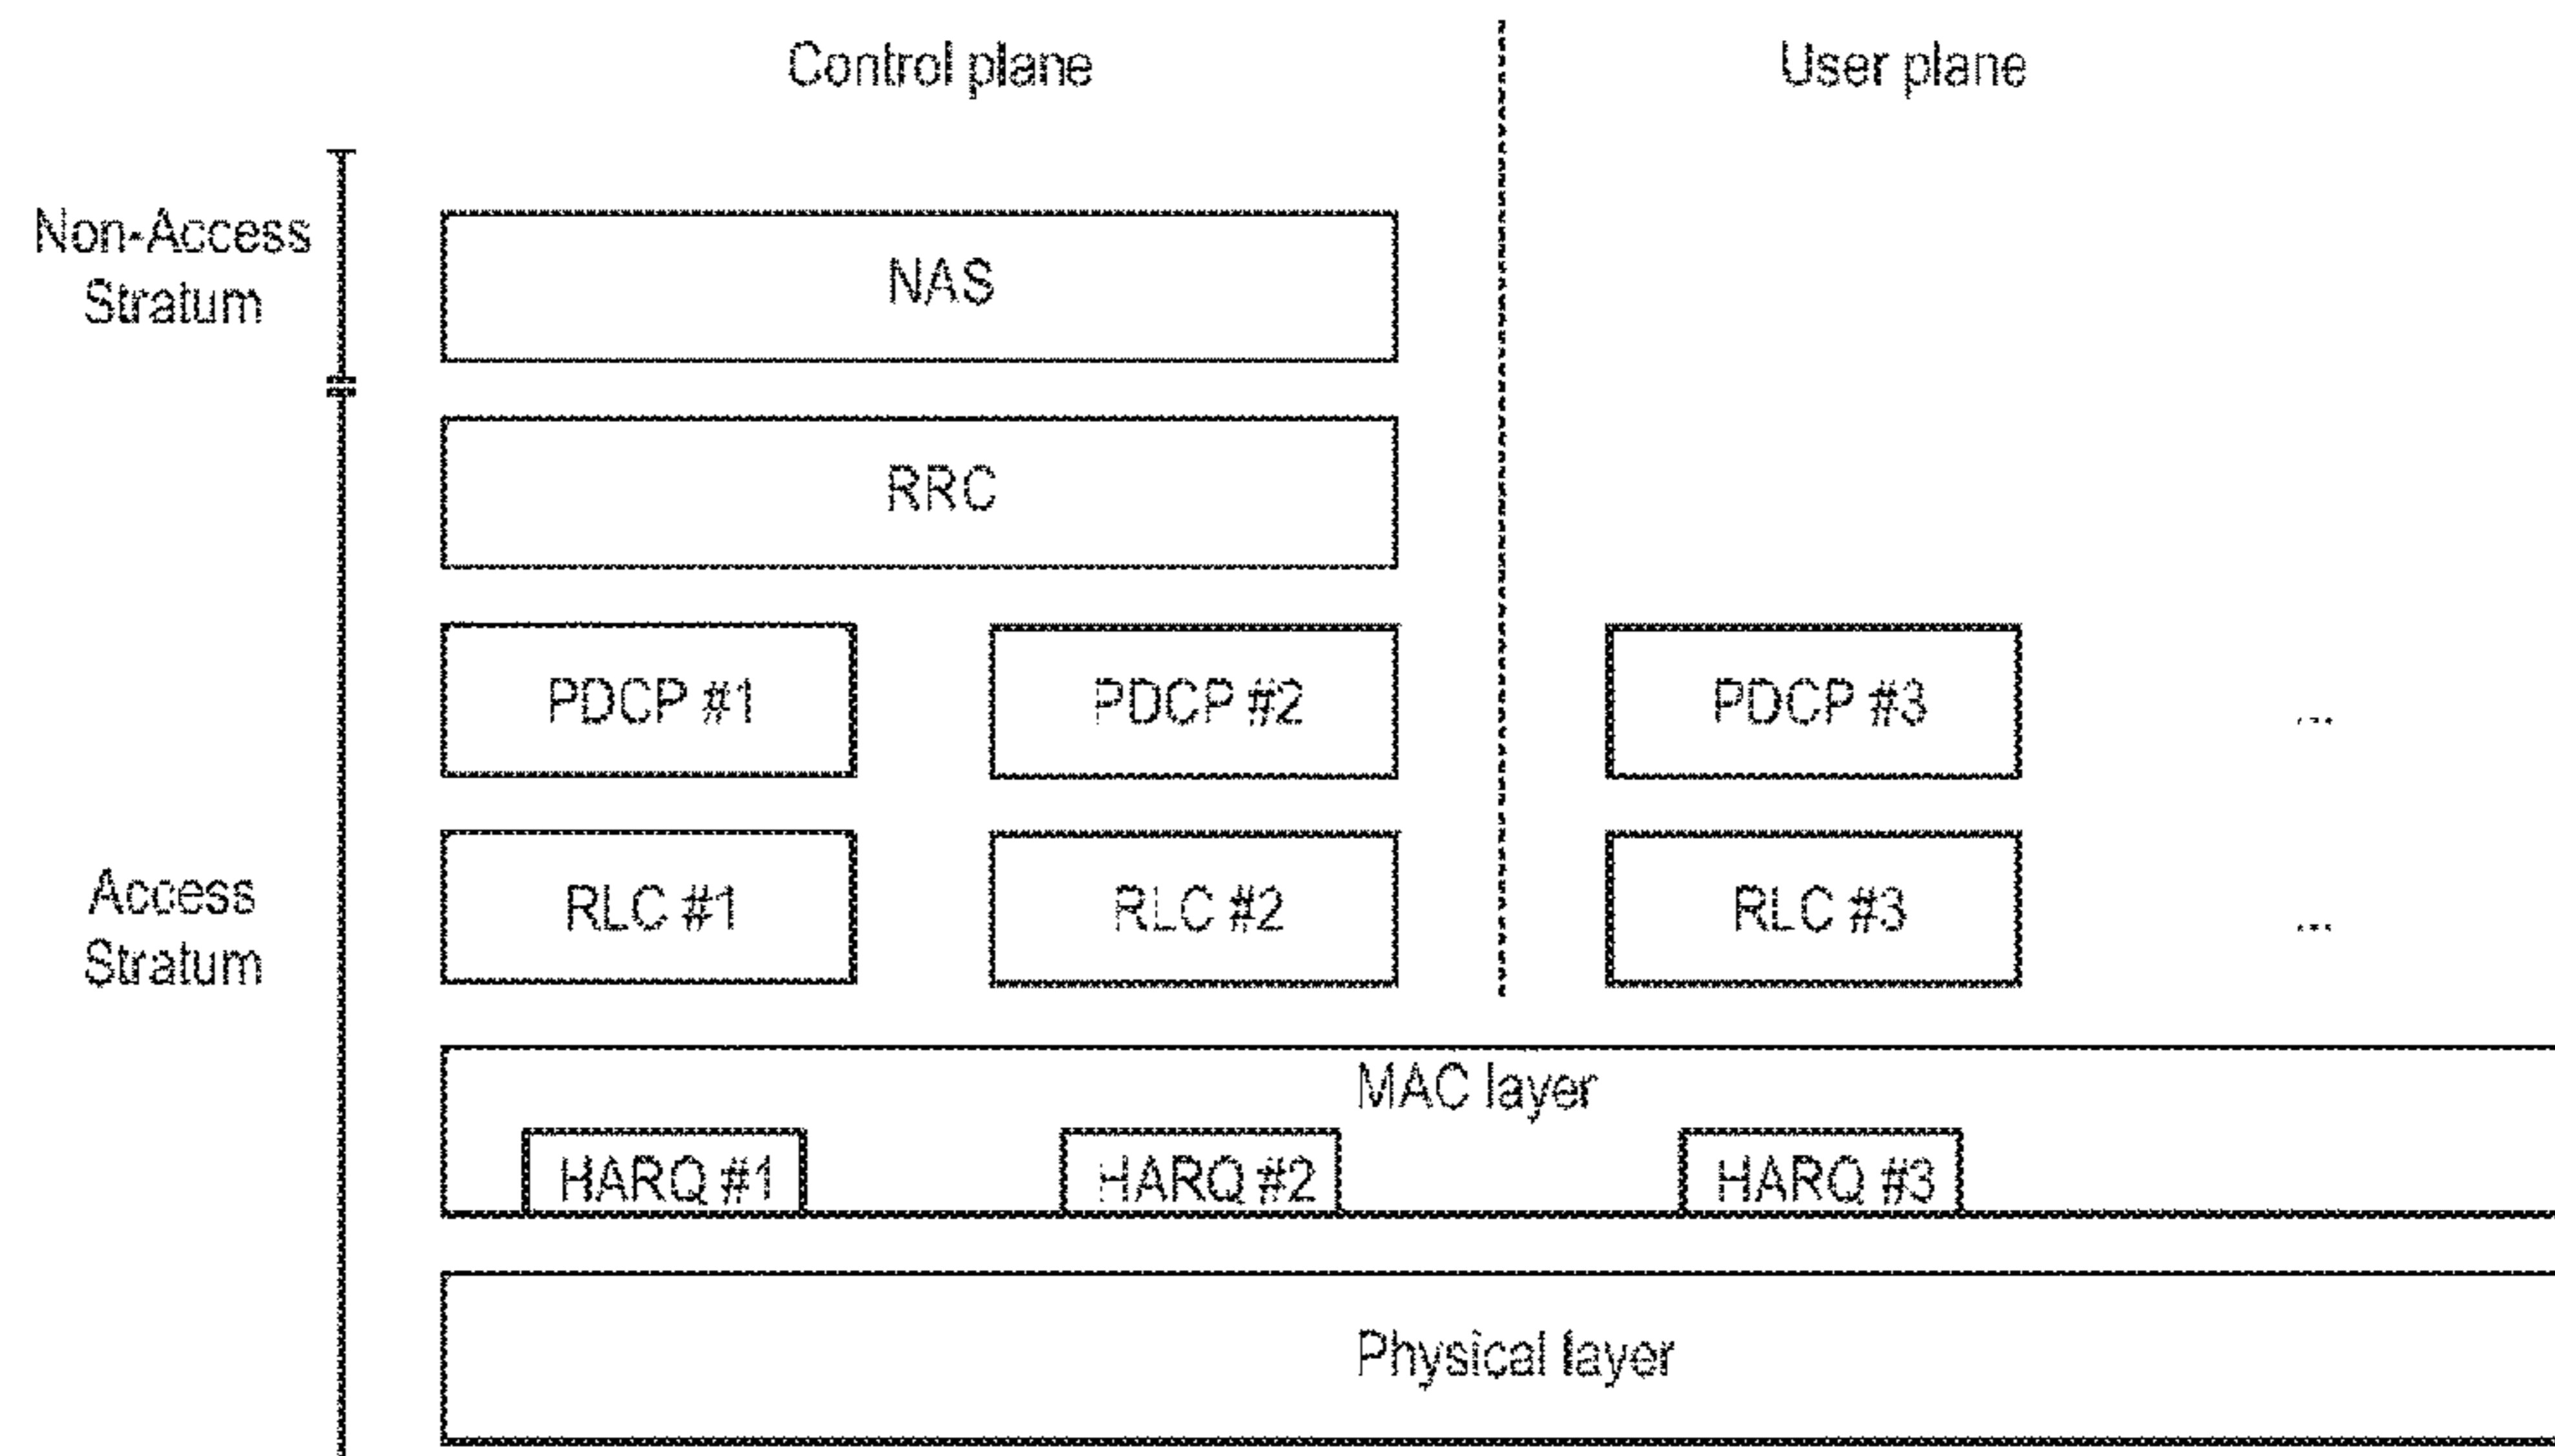 Control plane
User plane
Non-Access
Stratum
NAS
RRC
PDCP #1
PDCP #2
PDCP #3
...
Access
Stratum
RLC #1
RLC #2
RLC #3
...
MAC layer
HARQ #1
HARQ #2
HARQ #3
Physical layer